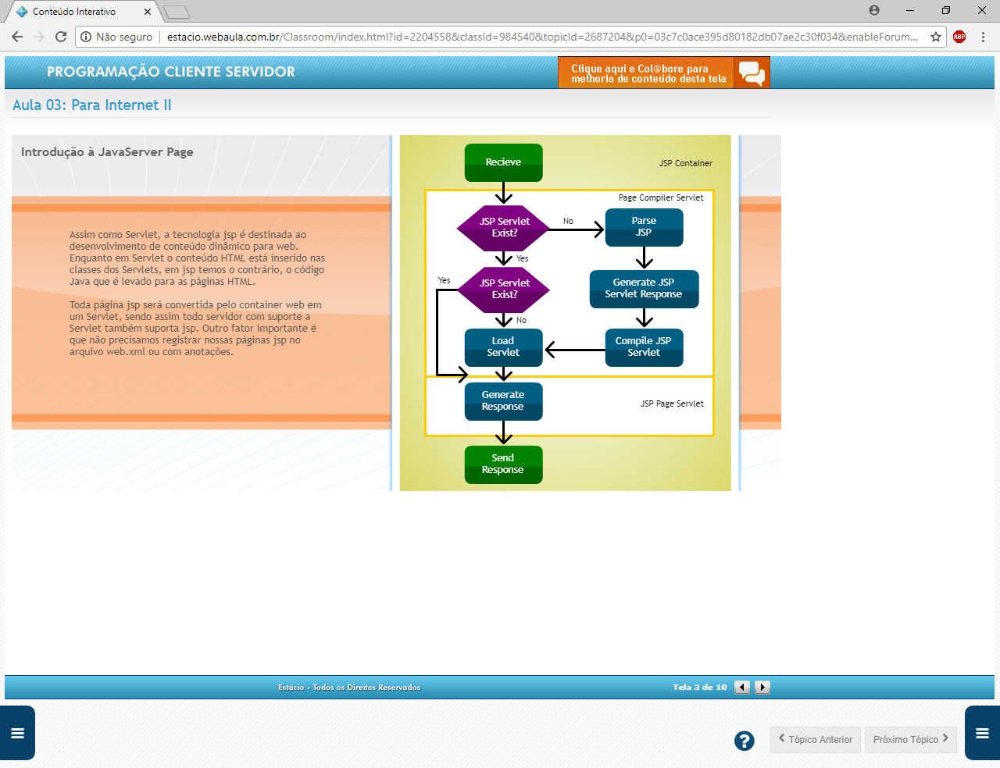 Conteúdo Interativo
Não seguro
estacio.webaula.com.br/Classroom/index.html?id=2204558&classId=984540&topicId=2687204&p0=03c7c0ace395d80182db07ae2c30f034&enableForum...
ABP
PROGRAMAÇÃO CLIENTE SERVIDOR
Clique aqui e Col@bore para
melhoria de conteúdo desta tela
Aula 03: Para Internet II
Introdução à JavaServer Page
Assim como Servlet, a tecnologia jsp é destinada ao
desenvolvimento de conteúdo dinâmico para web.
Enquanto em Servlet o conteúdo HTML está inserido nas
classes dos Servlets, em jsp temos o contrário, o código
Java que é levado para as páginas HTML.
Toda página jsp será convertida pelo container web em
um Servlet, sendo assim todo servidor com suporte a
Servlet também suporta jsp. Outro fator importante é
que não precisamos registrar nossas páginas jsp no
arquivo web.xml ou com anotações.
Recieve
JSP Container
Page Compiler Servlet
JSP Servlet
Exist?
No
Parse
JSP
Yes
Yes
JSP Servlet
Exist?
Generate JSP
Servlet Response
No
Load
Servlet
Compile JSP
Servlet
Generate
Response
JSP Page Servlet
Send
Response
Estácio - Todos os Direitos Reservados
Tela 3 de 10
?
Tópico Anterior
Próximo Tópico